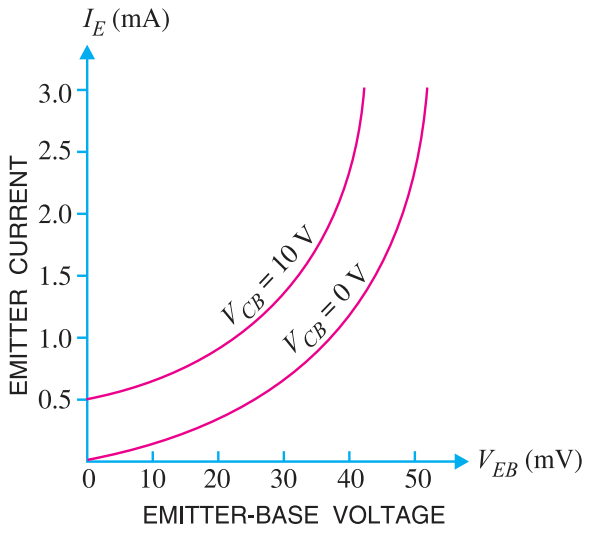 I_E (mA)
3.0
2.5
2.0
1.5
1.0
0.5
EMITTER CURRENT
V_CB = 10 V
V_CB = 0 V
0 10 20 30 40 50
V_EB (mV)
EMITTER-BASE VOLTAGE